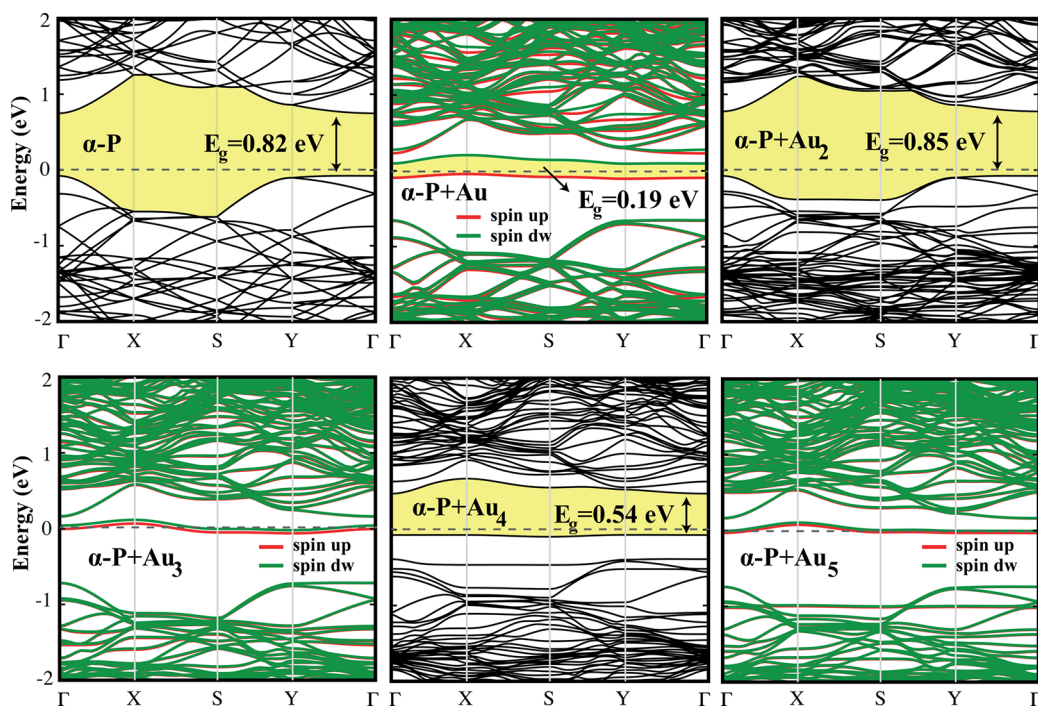 2
1
0
-1
-2
Energy (eV)
α-P
Eg=0.82 eV
Γ X S Y Γ
α-P+Au
Eg=0.19 eV
spin up
spin dw
Γ X S Y Γ
α-P+Au2
Eg=0.85 eV
Γ X S Y Γ
2
1
0
-1
-2
Energy (eV)
α-P+Au3
spin up
spin dw
Γ X S Y Γ
α-P+Au4
Eg=0.54 eV
Γ X S Y Γ
α-P+Au5
spin up
spin dw
Γ X S Y Γ